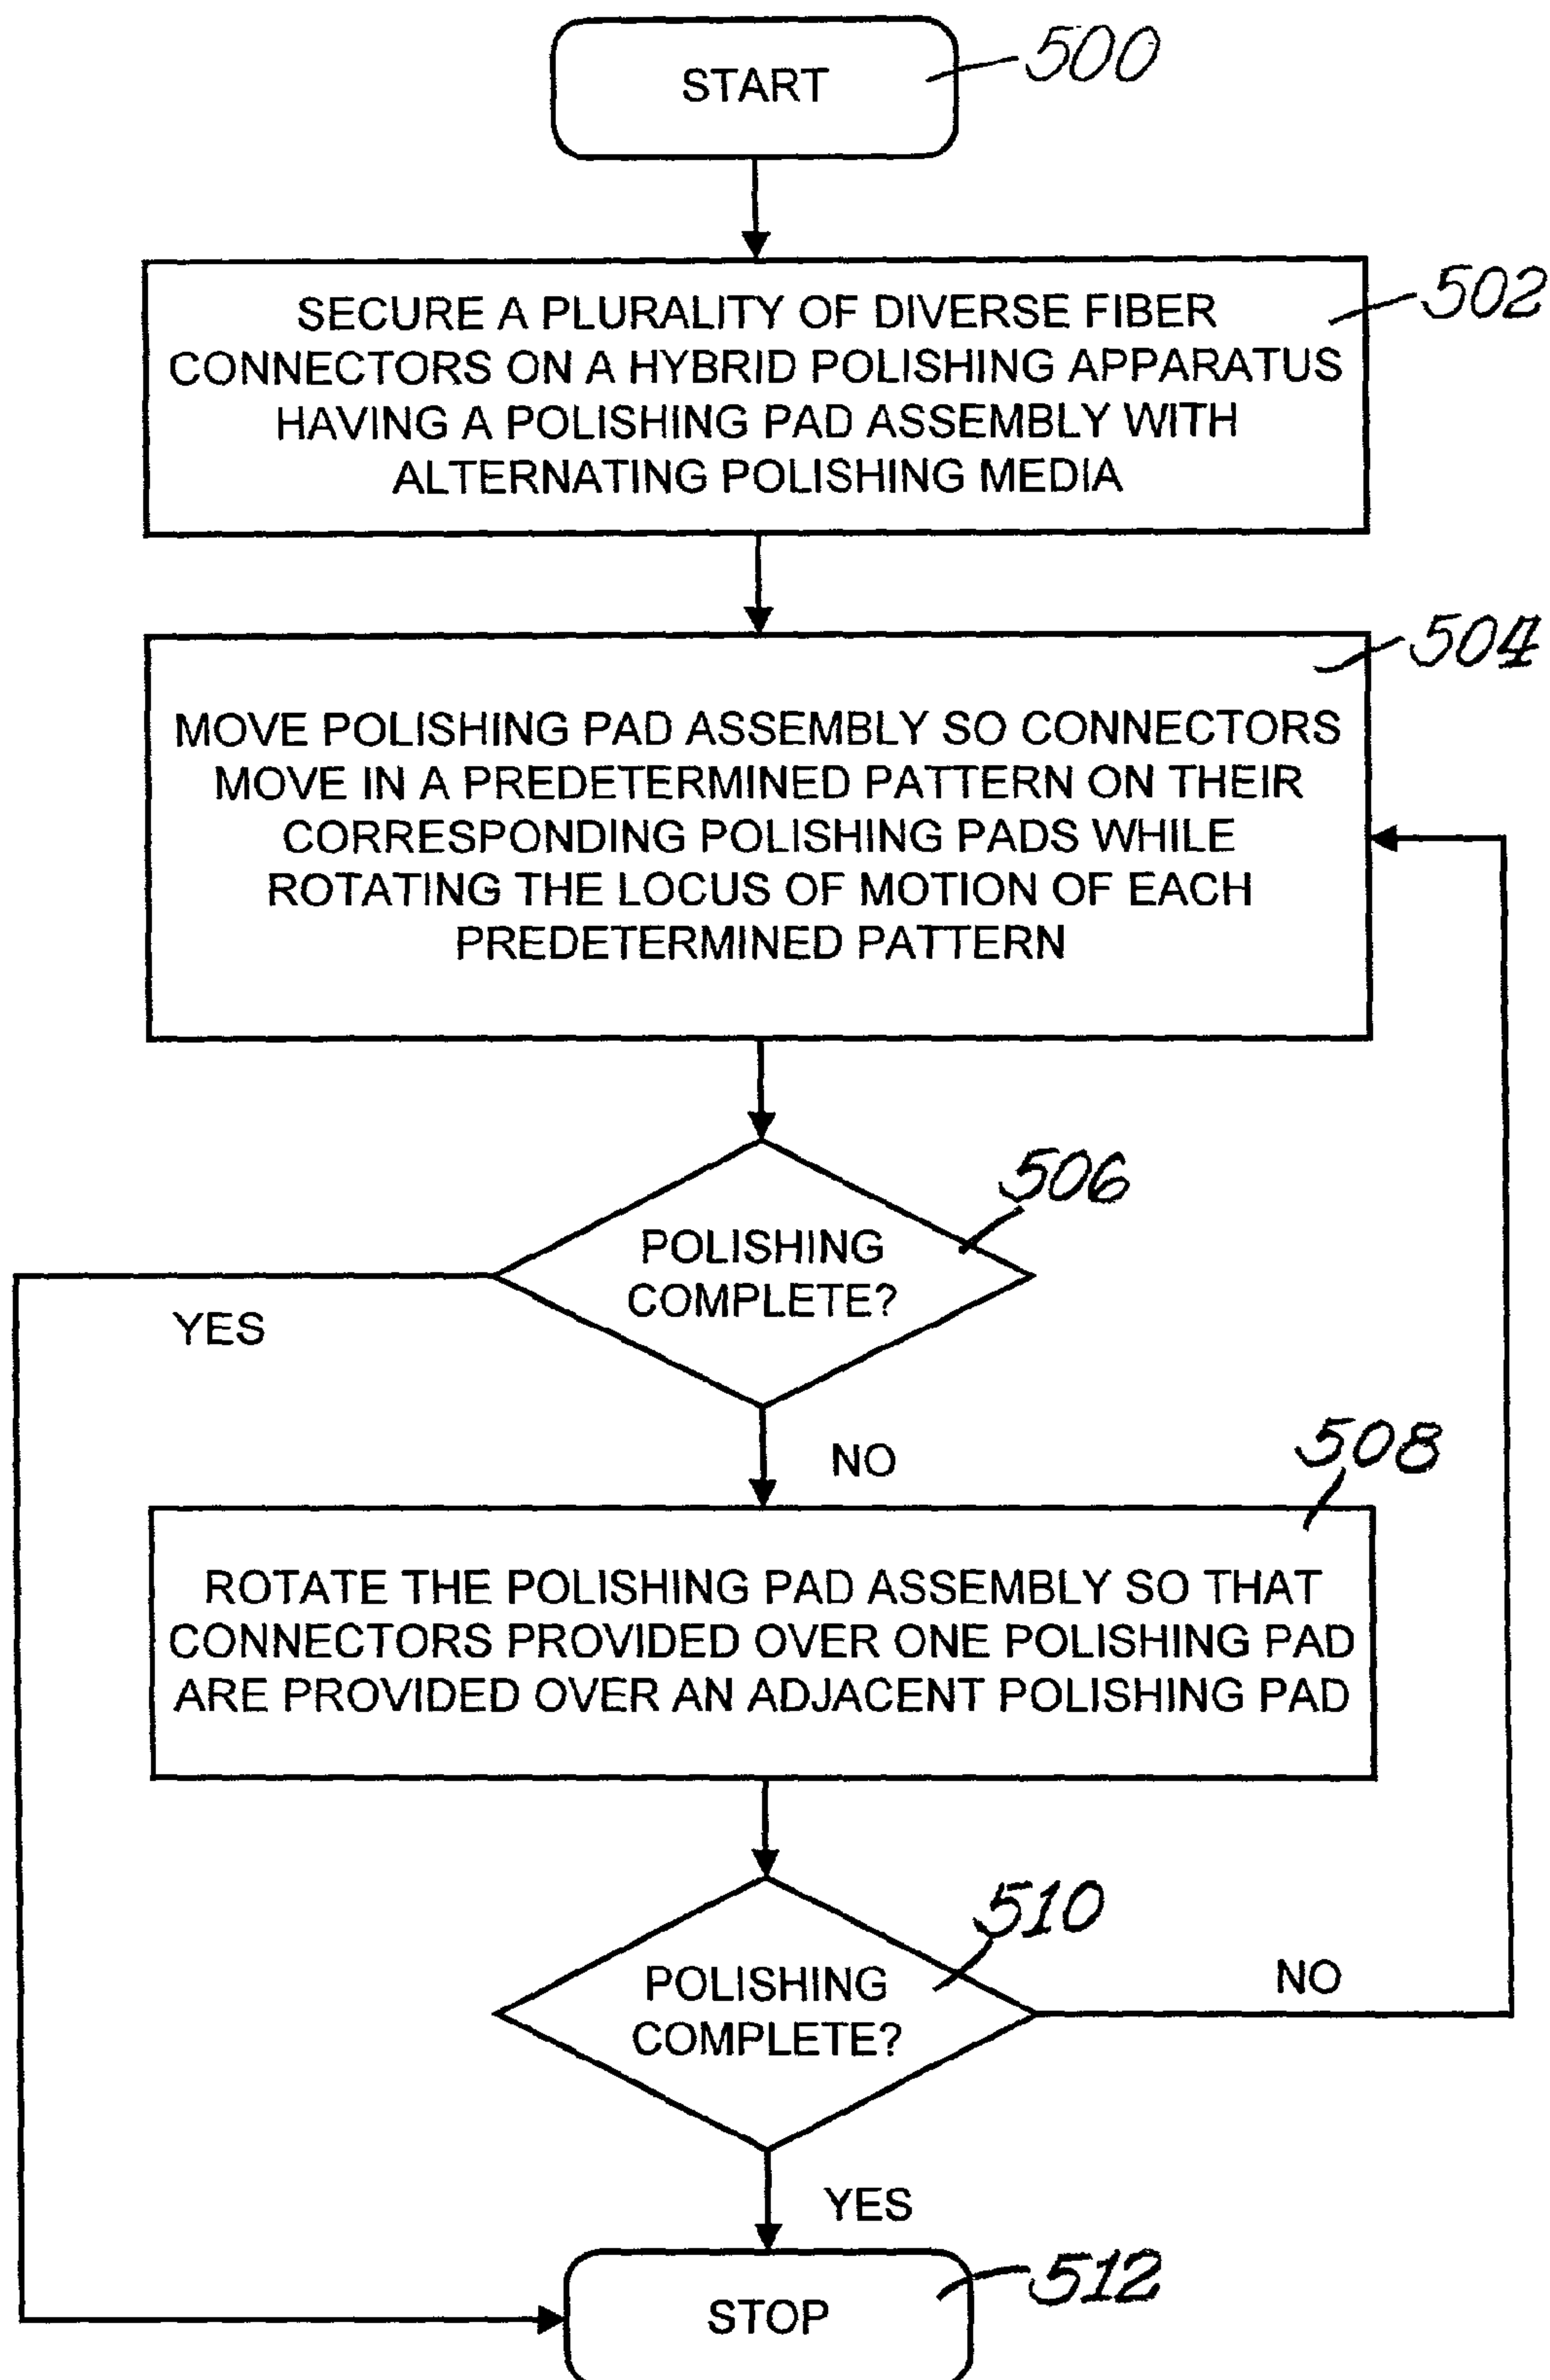 START
500
SECURE A PLURALITY OF DIVERSE FIBER
CONNECTORS ON A HYBRID POLISHING APPARATUS
HAVING A POLISHING PAD ASSEMBLY WITH
ALTERNATING POLISHING MEDIA
502
504
MOVE POLISHING PAD ASSEMBLY SO CONNECTORS
MOVE IN A PREDETERMINED PATTERN ON THEIR
CORRESPONDING POLISHING PADS WHILE
ROTATING THE LOCUS OF MOTION OF EACH
PREDETERMINED PATTERN
506
POLISHING
COMPLETE?
YES
NO
508
ROTATE THE POLISHING PAD ASSEMBLY SO THAT
CONNECTORS PROVIDED OVER ONE POLISHING PAD
ARE PROVIDED OVER AN ADJACENT POLISHING PAD
510
POLISHING
COMPLETE?
NO
YES
512
STOP